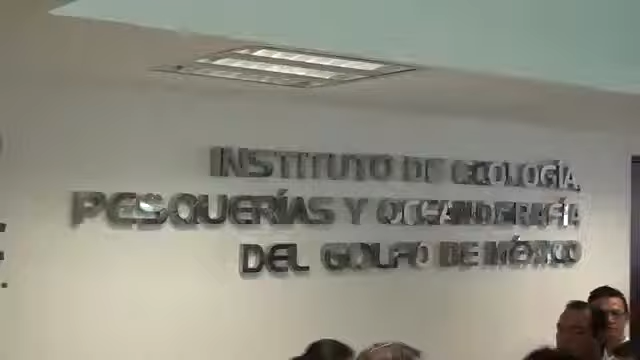 INSTITUTO DE ECOLOGÍA,
PESQUERÍAS Y OCEANOGRAFÍA
DEL GOLFO DE MÉXICO